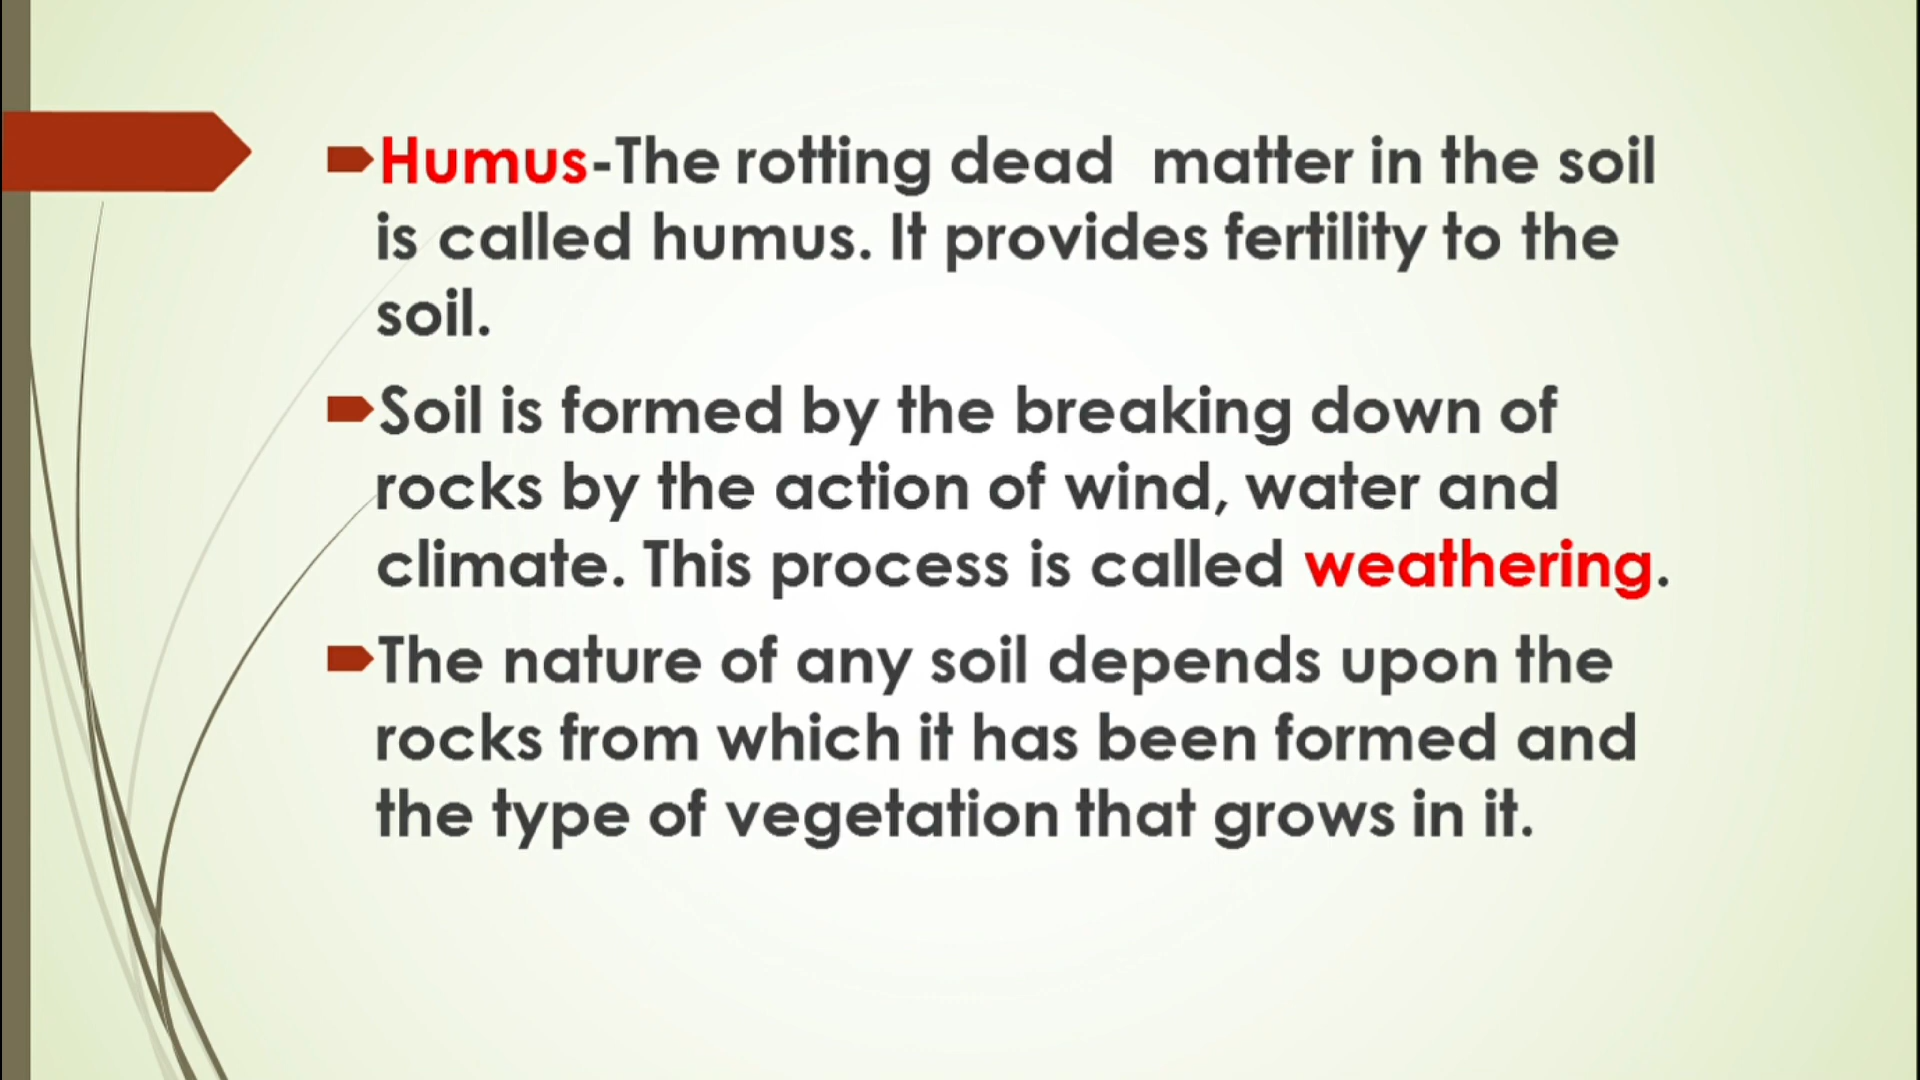 Humus-The rotting dead  matter in the soil
is called humus. It provides fertility to the
soil.
Soil is formed by the breaking down of
rocks by the action of wind, water and
climate. This process is called weathering.
The nature of any soil depends upon the
rocks from which it has been formed and
the type of vegetation that grows in it.